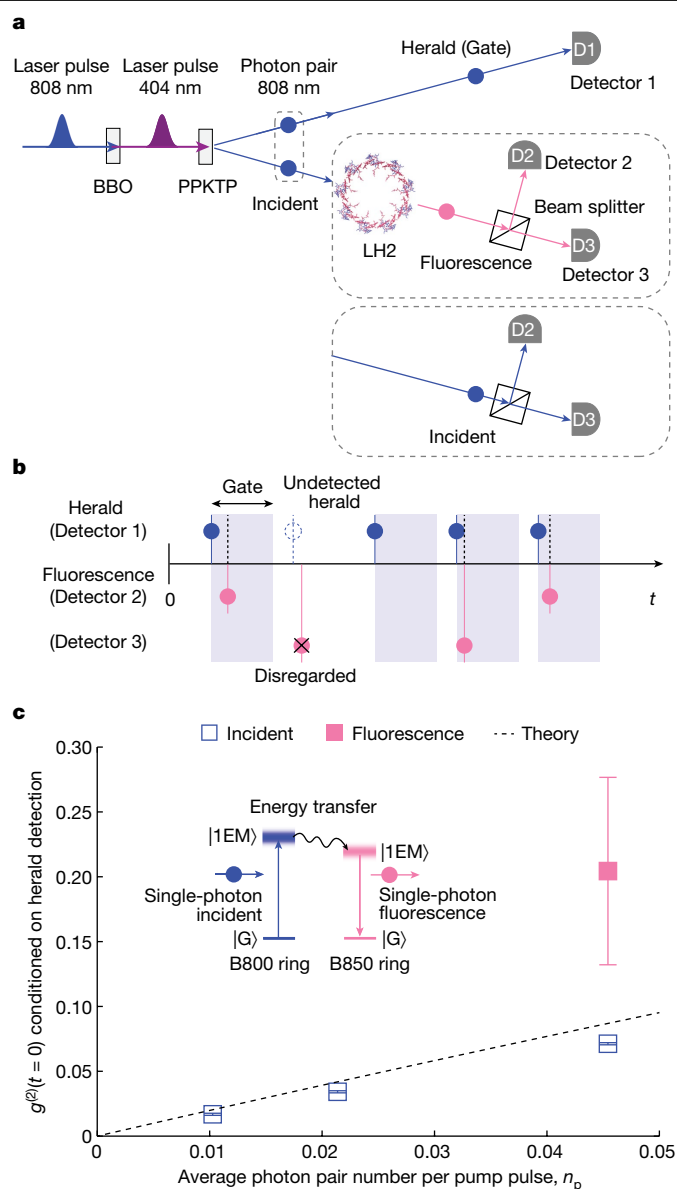 a
Laser pulse
808 nm
Laser pulse
404 nm
Photon pair
808 nm
Herald (Gate)
D1
Detector 1
BBO
PPKTP
Incident
LH2
Fluorescence
D2
Detector 2
Beam splitter
D3
Detector 3
D2
Incident
D3
b
Gate
Undetected
herald
Herald
(Detector 1)
Fluorescence
(Detector 2)
0
t
(Detector 3)
Disregarded
c
Incident
Fluorescence
Theory
0.30
0.25
0.20
0.15
0.10
0.05
0
g(2)(t = 0) conditioned on herald detection
Energy transfer
|1EM⟩
|1EM⟩
Single-photon
incident
Single-photon
fluorescence
|G⟩
|G⟩
B800 ring
B850 ring
0
0.01
0.02
0.03
0.04
0.05
Average photon pair number per pump pulse, np